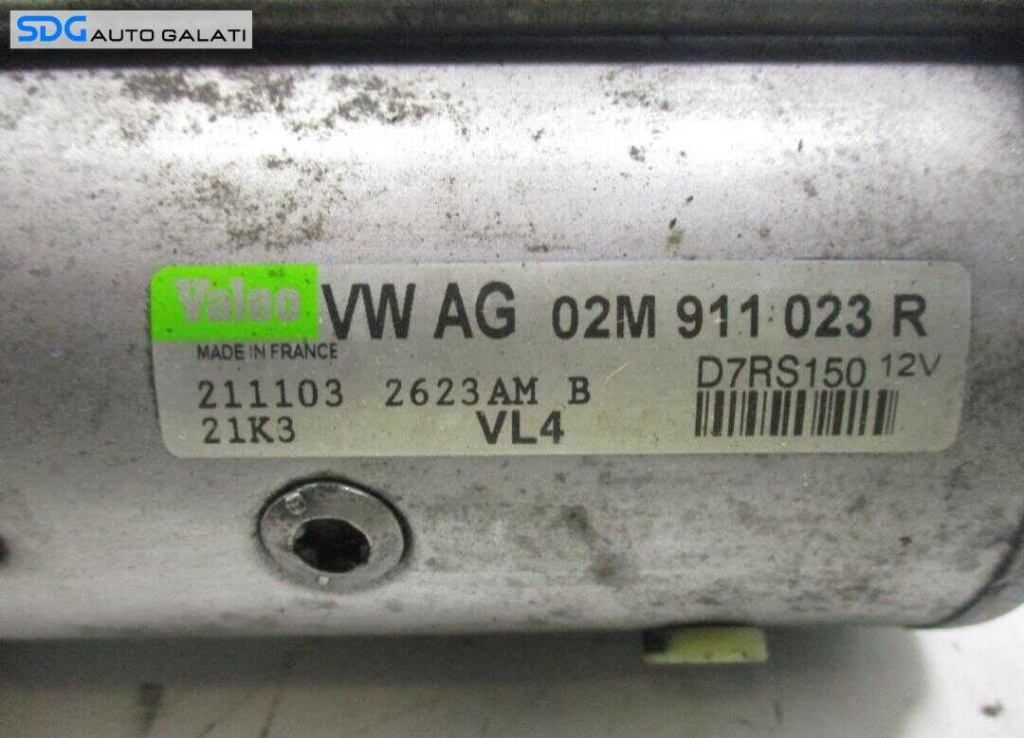 SDG AUTO GALATI
Valeo VW AG 02M 911 023 R
MADE IN FRANCE
D7RS150 12V
211103 2623AM B
21K3 VL4